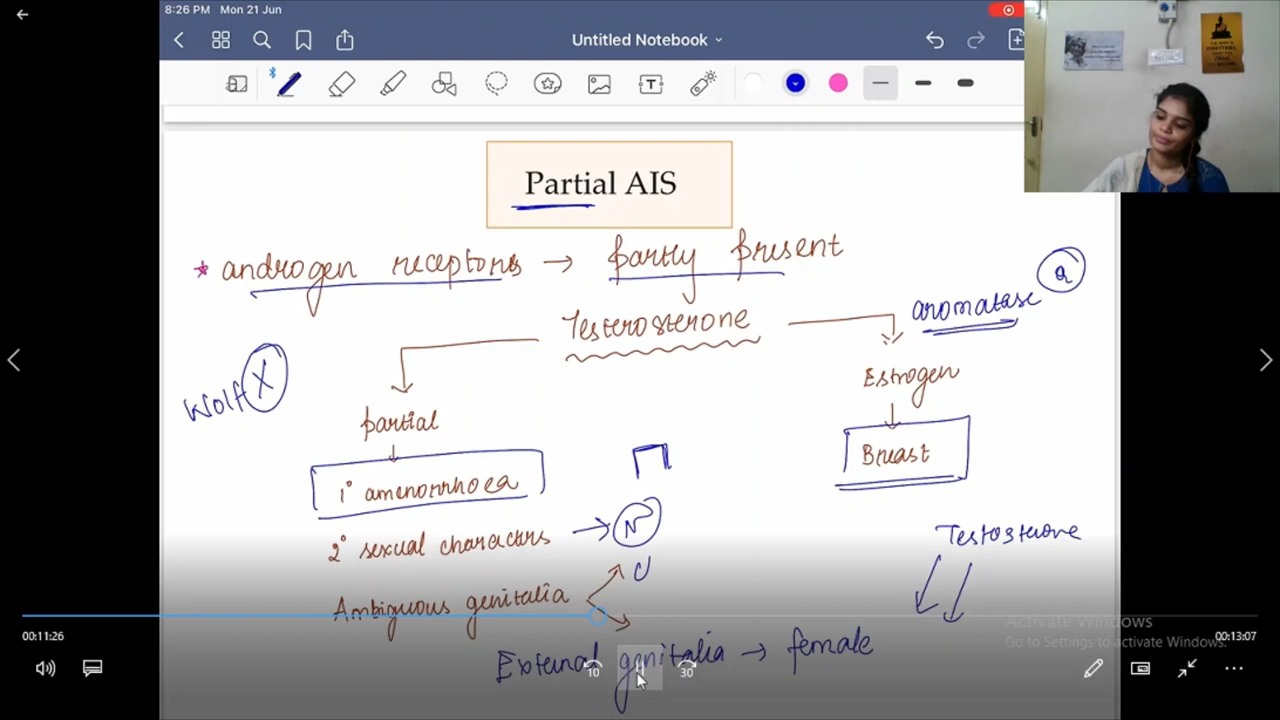 8:26 PM Mon 21 Jun
Untitled Notebook
T
Partial AIS
* androgen receptors → partly present
aromatase a
Testerosterone
Wolf X
Estrogen
partial
Breast
1° amenorrhoea
2° sexual characters → N
Testosterone
Ambiguous genitalia
External genitalia → female
Activate Windows
Go to Settings to activate Windows.
00:11:26
00:13:07
10
30